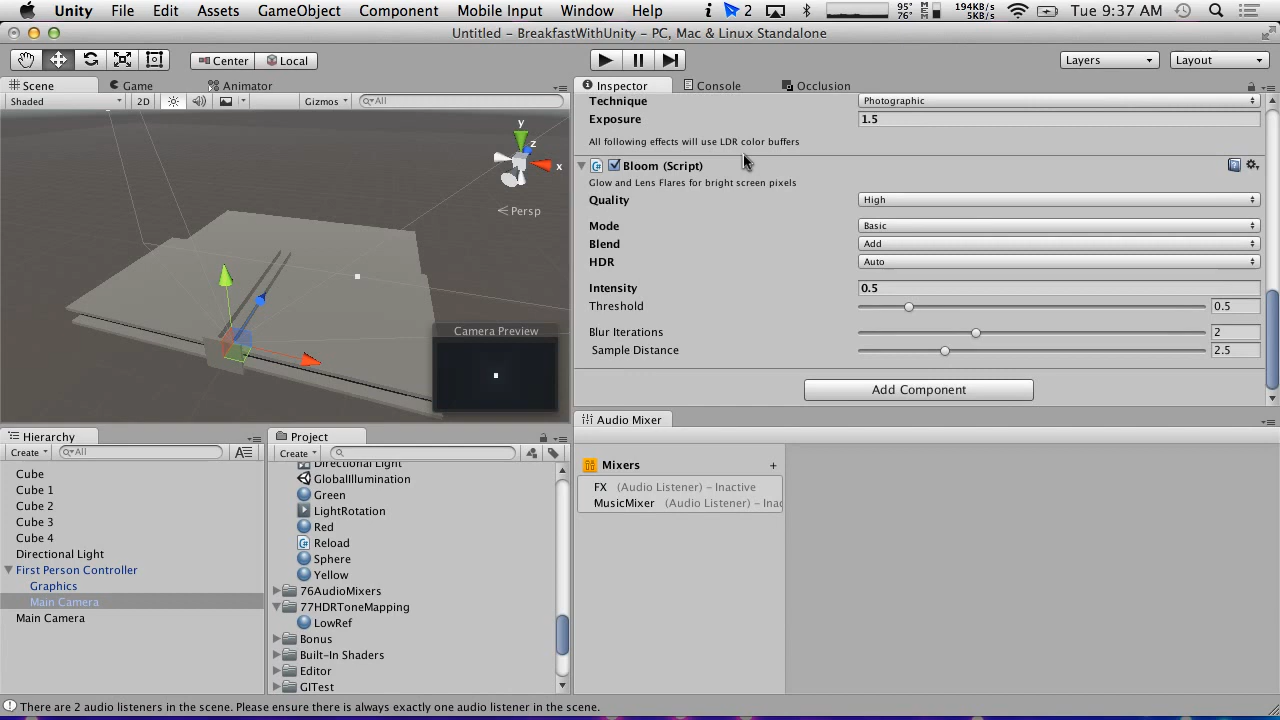 Unity File Edit Assets GameObject Component Mobile Input Window Help 2 95° 76° MEM 194KB/s 5KB/s Tue 9:37 AM
Untitled - BreakfastWithUnity - PC, Mac & Linux Standalone
Center Local Layers Layout
Scene Game Animator
Shaded 2D Gizmos All
y
z
x
Persp
Camera Preview
Inspector Console Occlusion
Technique Photographic
Exposure 1.5
All following effects will use LDR color buffers
Bloom (Script)
Glow and Lens Flares for bright screen pixels
Quality High
Mode Basic
Blend Add
HDR Auto
Intensity 0.5
Threshold 0.5
Blur Iterations 2
Sample Distance 2.5
Add Component
Hierarchy
Create All
Cube
Cube 1
Cube 2
Cube 3
Cube 4
Directional Light
First Person Controller
Graphics
Main Camera
Main Camera
Project
Create
Directional Light
GlobalIllumination
Green
LightRotation
Red
Reload
Sphere
Yellow
76AudioMixers
77HDRToneMapping
LowRef
Bonus
Built-In Shaders
Editor
GITest
Audio Mixer
Mixers +
FX (Audio Listener) – Inactive
MusicMixer (Audio Listener) – Inac
There are 2 audio listeners in the scene. Please ensure there is always exactly one audio listener in the scene.